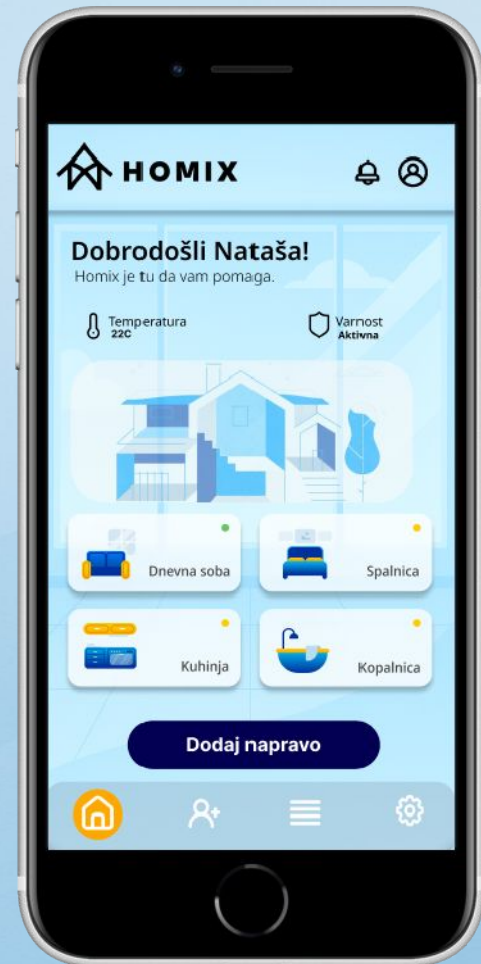 HOMIX
Dobrodošli Nataša!
Homix je tu da vam pomaga.
Temperatura
22C
Varnost
Aktivna
Dnevna soba
Spalnica
Kuhinja
Kopalnica
Dodaj napravo